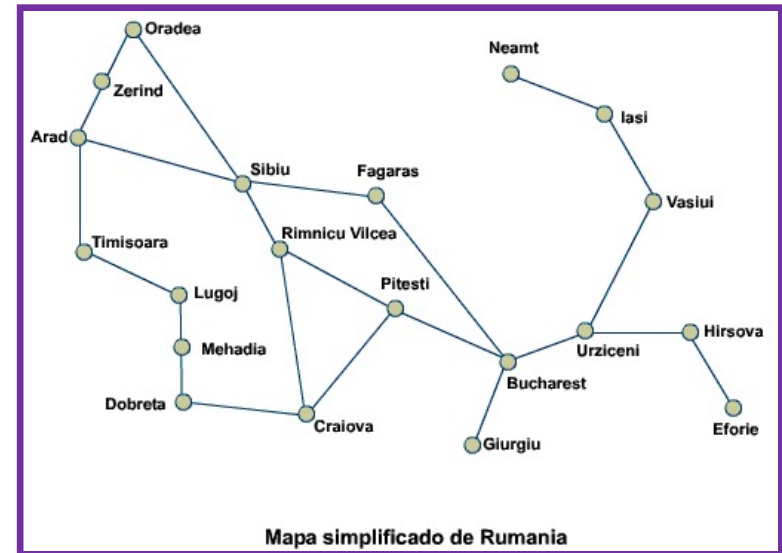 Oradea
Neamt
Zerind
Iasi
Arad
Sibiu
Fagaras
Vasiui
Rimnicu Vilcea
Timisoara
Pitesti
Lugoj
Hirsova
Mehadia
Urziceni
Bucharest
Dobreta
Craiova
Eforie
Giurgiu
Mapa simplificado de Rumania